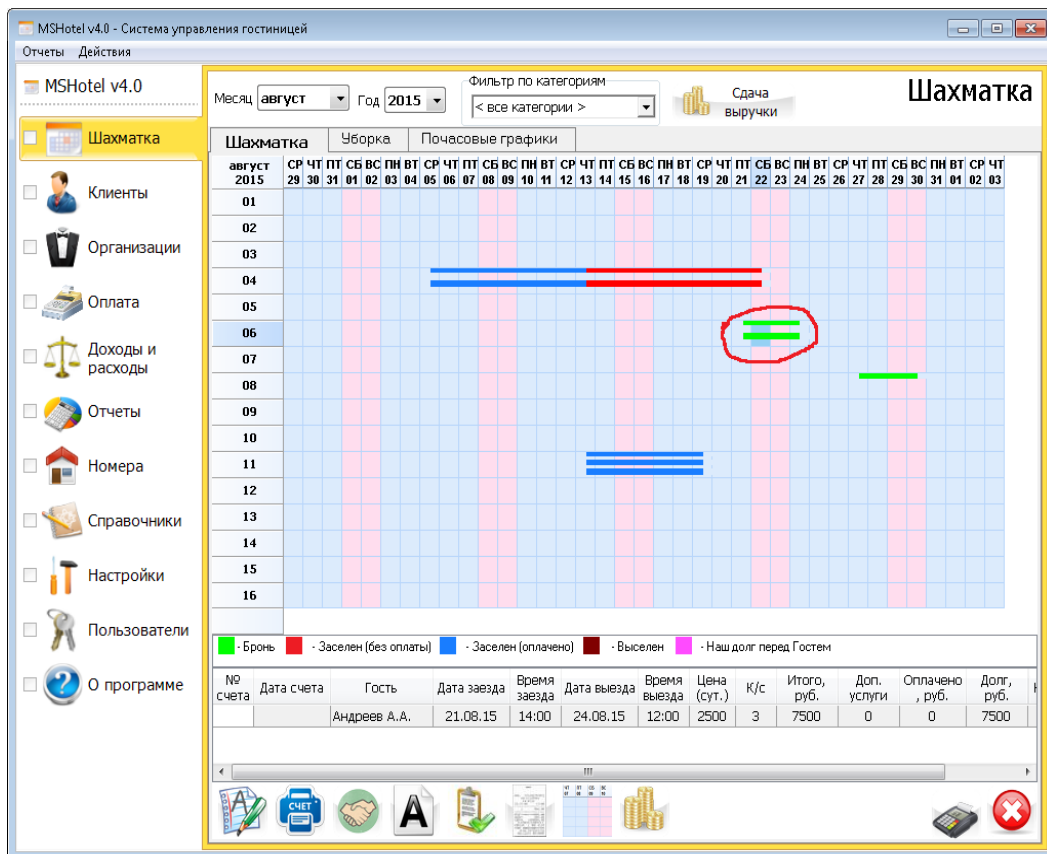 MSHotel v4.0 - Система управления гостиницей
Отчеты Действия
MSHotel v4.0
Шахматка
Клиенты
Организации
Оплата
Доходы и
расходы
Отчеты
Номера
Справочники
Настройки
Пользователи
О программе
Месяц август Год 2015
Фильтр по категориям
< все категории >
Сдача
выручки
Шахматка
Шахматка Уборка Почасовые графики
август
2015
СР ЧТ ПТ СБ ВС ПН ВТ СР ЧТ ПТ СБ ВС ПН ВТ СР ЧТ ПТ СБ ВС ПН ВТ СР ЧТ ПТ СБ ВС ПН ВТ СР ЧТ ПТ СБ ВС ПН ВТ СР ЧТ
29 30 31 01 02 03 04 05 06 07 08 09 10 11 12 13 14 15 16 17 18 19 20 21 22 23 24 25 26 27 28 29 30 31 01 02 03
01
02
03
04
05
06
07
08
09
10
11
12
13
14
15
16
- Бронь - Заселен (без оплаты) - Заселен (оплачено) - Выселен - Наш долг перед Гостем
№
счета
Дата счета
Гость
Дата заезда
Время
заезда
Дата выезда
Время
выезда
Цена
(сут.)
К/с
Итого,
руб.
Доп.
услуги
Оплачено
, руб.
Долг,
руб.
Андреев А.А. 21.08.15 14:00 24.08.15 12:00 2500 3 7500 0 0 7500
СЧЕТ
A